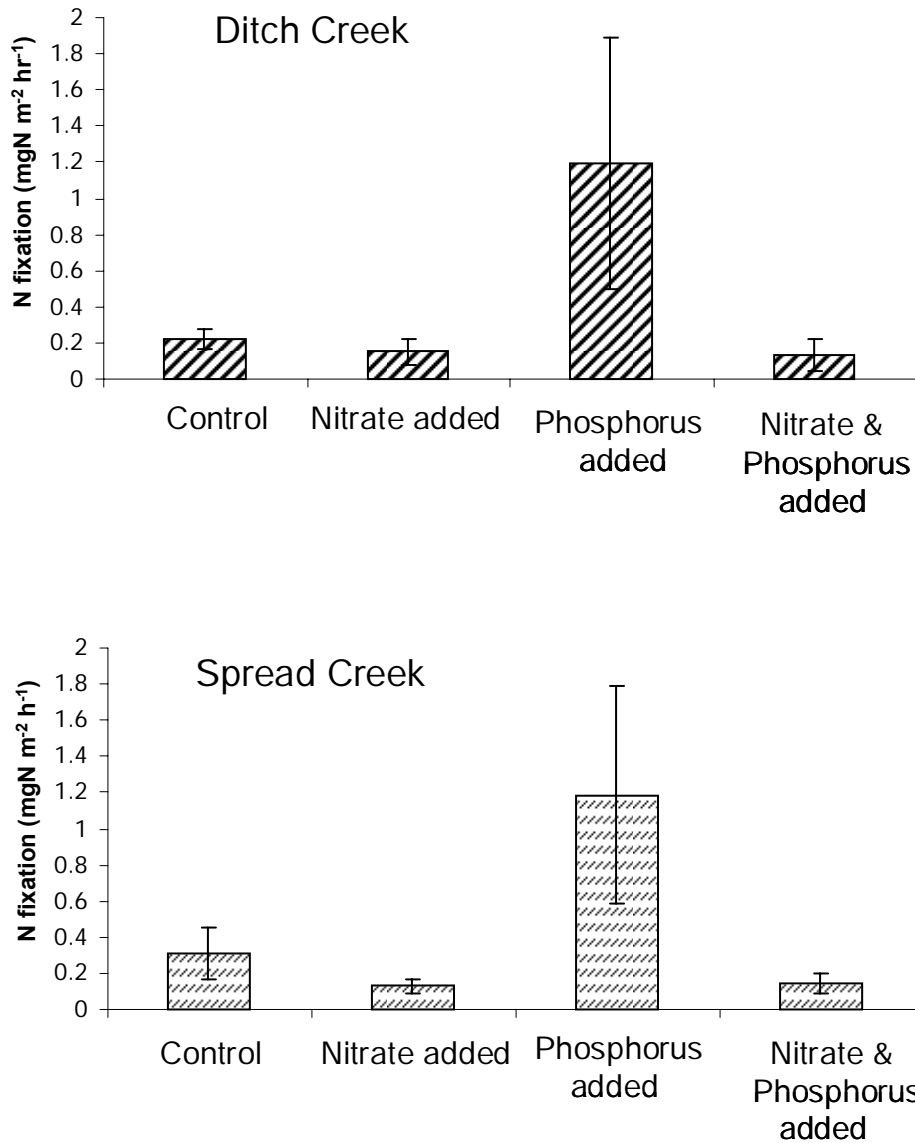 Ditch Creek
N fixation (mgN m⁻² hr⁻¹)
2
1.8
1.6
1.4
1.2
1
0.8
0.6
0.4
0.2
0
Control
Nitrate added
Phosphorus
added
Nitrate &
Phosphorus
added
Spread Creek
N fixation (mgN m⁻² h⁻¹)
2
1.8
1.6
1.4
1.2
1
0.8
0.6
0.4
0.2
0
Control
Nitrate added
Phosphorus
added
Nitrate &
Phosphorus
added